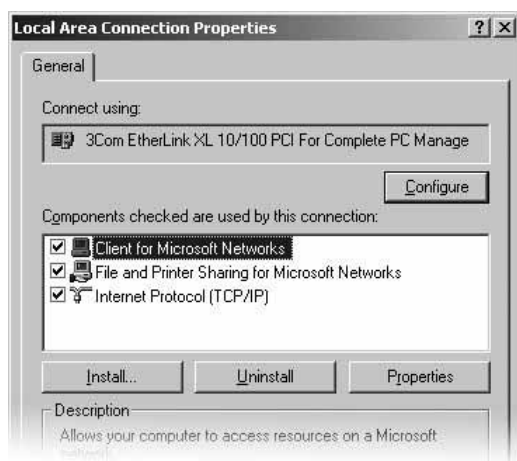 Local Area Connection Properties ? X
General
Connect using:
3Com EtherLink XL 10/100 PCI For Complete PC Manage
Configure
Components checked are used by this connection:
Client for Microsoft Networks
File and Printer Sharing for Microsoft Networks
Internet Protocol (TCP/IP)
Install... Uninstall Properties
Description
Allows your computer to access resources on a Microsoft